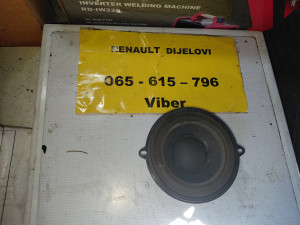 INVERTER WELDING MACHINE
RENAULT DIJELOVI
065 - 615 – 796
Viber